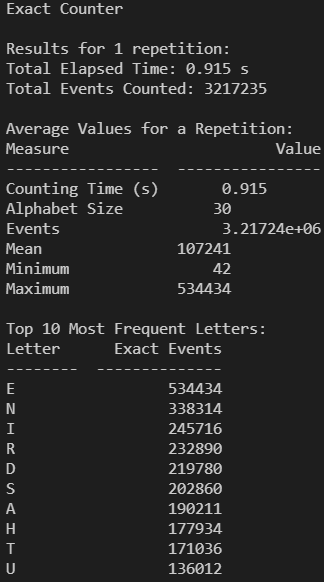 Exact Counter
Results for 1 repetition:
Total Elapsed Time: 0.915 s
Total Events Counted: 3217235
Average Values for a Repetition:
Measure Value
----------------- ----------------
Counting Time (s) 0.915
Alphabet Size 30
Events 3.21724e+06
Mean 107241
Minimum 42
Maximum 534434
Top 10 Most Frequent Letters:
Letter Exact Events
-------- --------------
E 534434
N 338314
I 245716
R 232890
D 219780
S 202860
A 190211
H 177934
T 171036
U 136012